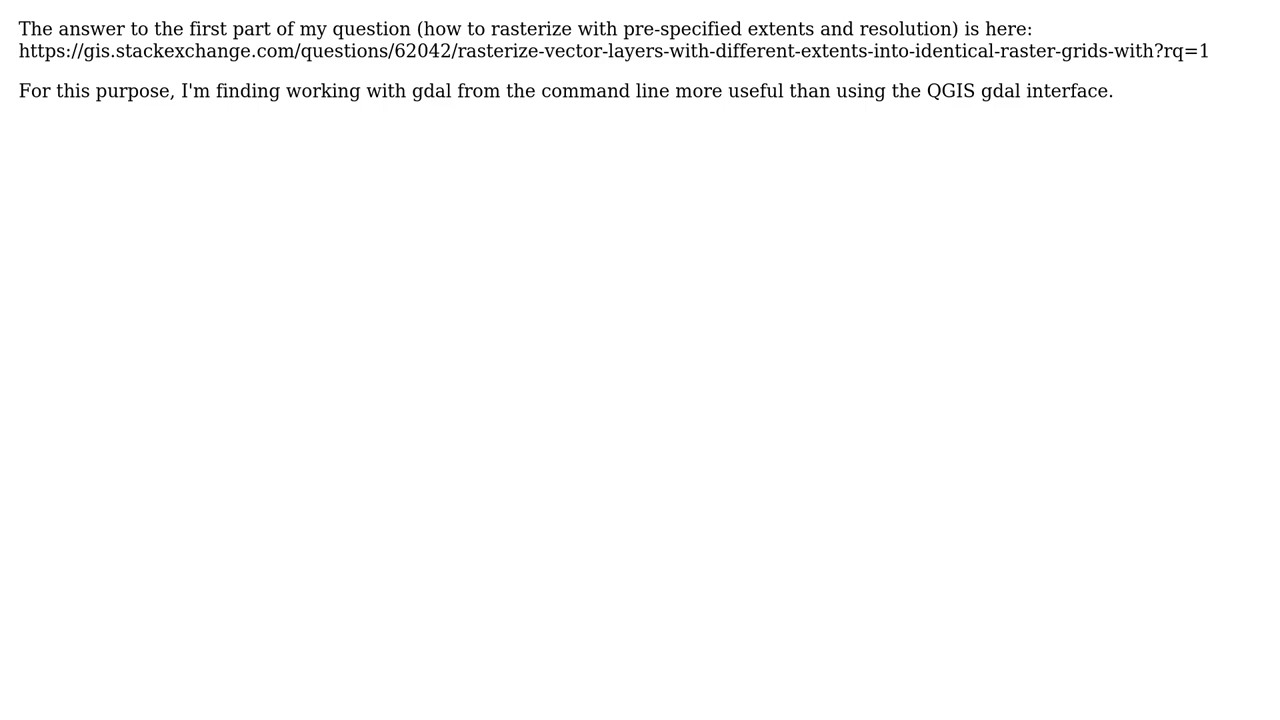 The answer to the first part of my question (how to rasterize with pre-specified extents and resolution) is here:
https://gis.stackexchange.com/questions/62042/rasterize-vector-layers-with-different-extents-into-identical-raster-grids-with?rq=1
For this purpose, I'm finding working with gdal from the command line more useful than using the QGIS gdal interface.